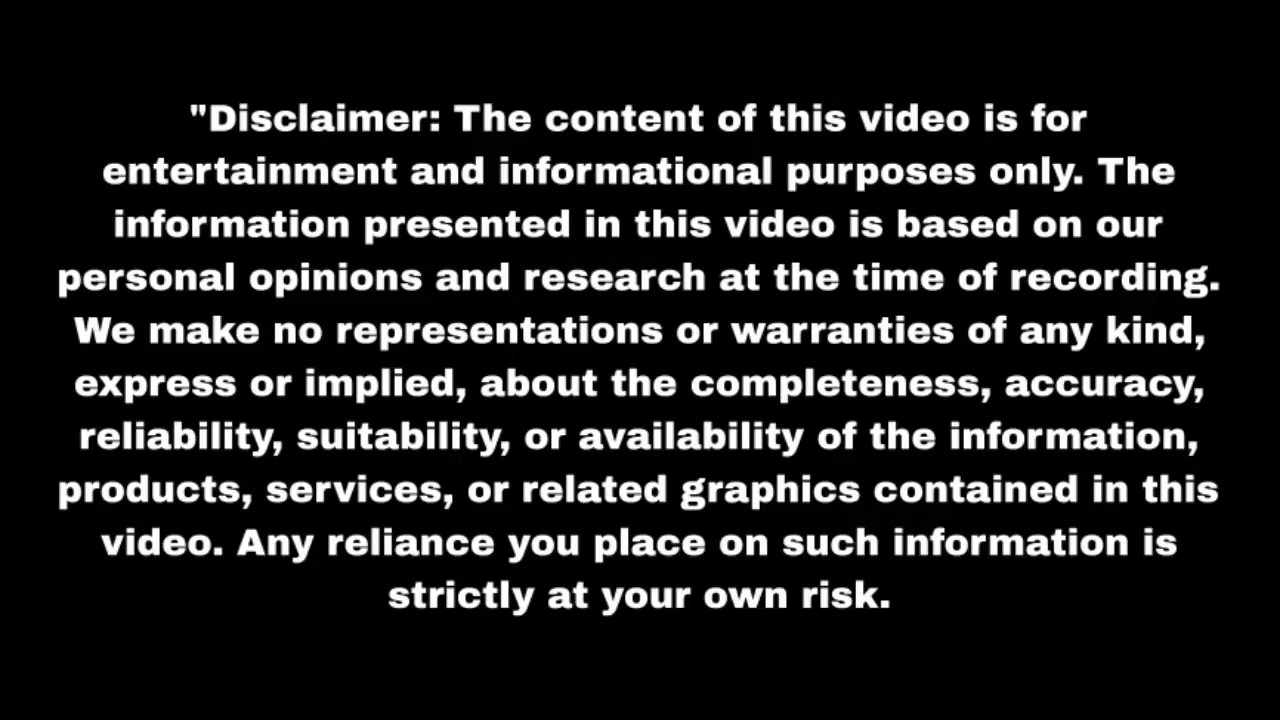 "Disclaimer: The content of this video is for
entertainment and informational purposes only. The
information presented in this video is based on our
personal opinions and research at the time of recording.
We make no representations or warranties of any kind,
express or implied, about the completeness, accuracy,
reliability, suitability, or availability of the information,
products, services, or related graphics contained in this
video. Any reliance you place on such information is
strictly at your own risk.